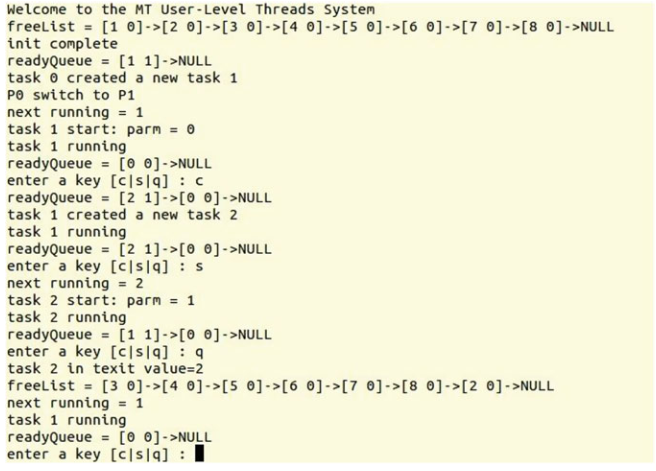 Welcome to the MT User-Level Threads System
freeList = [1 0]->[2 0]->[3 0]->[4 0]->[5 0]->[6 0]->[7 0]->[8 0]->NULL
init complete
readyQueue = [1 1]->NULL
task 0 created a new task 1
P0 switch to P1
next running = 1
task 1 start: parm = 0
task 1 running
readyQueue = [0 0]->NULL
enter a key [c|s|q] : c
readyQueue = [2 1]->[0 0]->NULL
task 1 created a new task 2
task 1 running
readyQueue = [2 1]->[0 0]->NULL
enter a key [c|s|q] : s
next running = 2
task 2 start: parm = 1
task 2 running
readyQueue = [1 1]->[0 0]->NULL
enter a key [c|s|q] : q
task 2 in texit value=2
freeList = [3 0]->[4 0]->[5 0]->[6 0]->[7 0]->[8 0]->[2 0]->NULL
next running = 1
task 1 running
readyQueue = [0 0]->NULL
enter a key [c|s|q] :